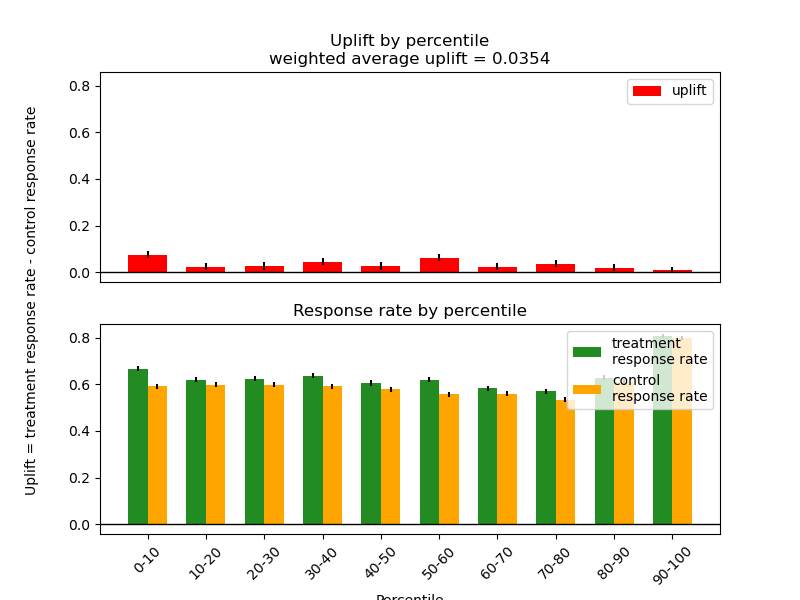 Uplift by percentile
weighted average uplift = 0.0354
uplift
0.8
0.6
0.4
0.2
0.0
Uplift = treatment response rate - control response rate
Response rate by percentile
treatment
response rate
control
response rate
0.8
0.6
0.4
0.2
0.0
0-10
10-20
20-30
30-40
40-50
50-60
60-70
70-80
80-90
90-100
Percentile